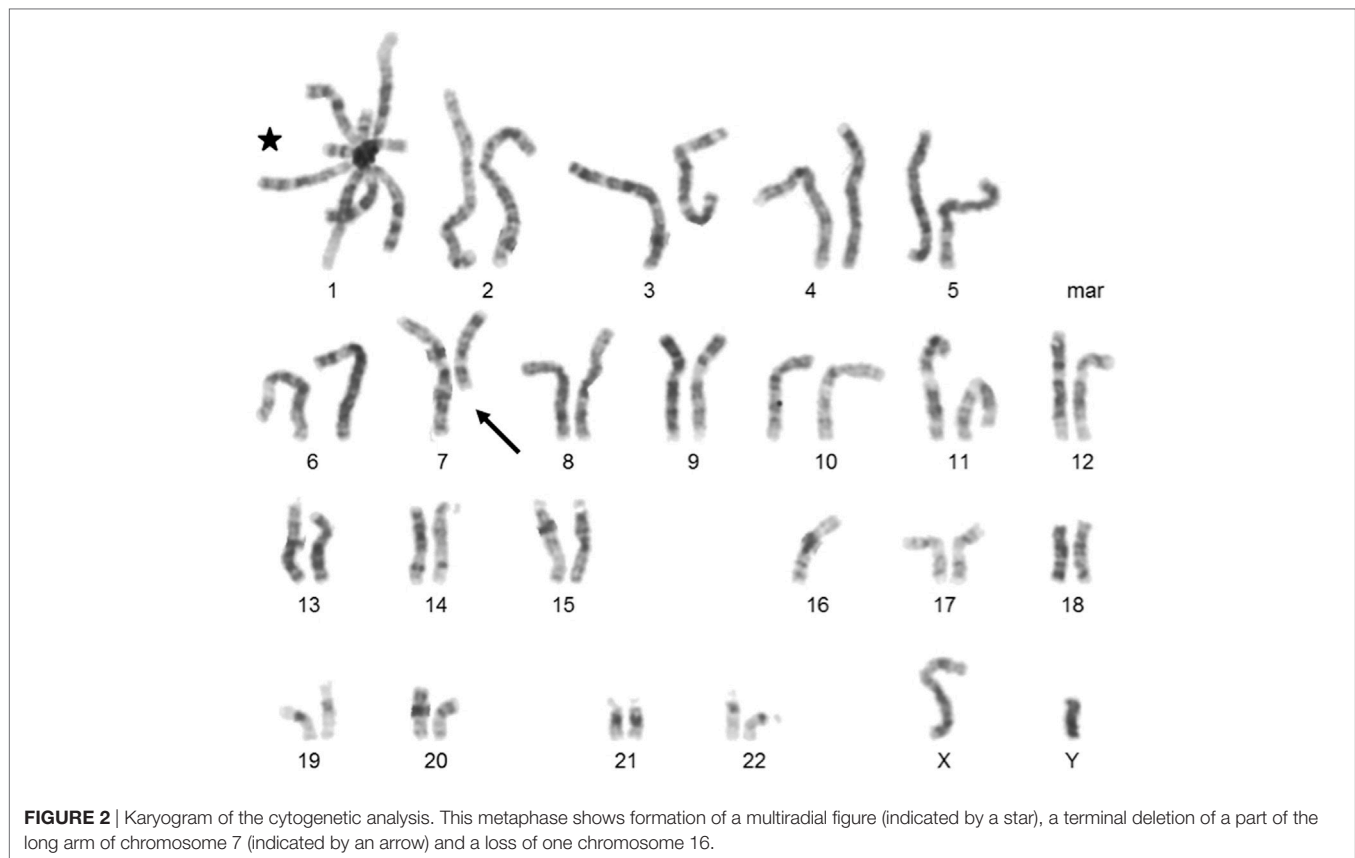 1 2 3 4 5 mar
6 7 8 9 10 11 12
13 14 15 16 17 18
19 20 21 22 X Y
FIGURE 2 | Karyogram of the cytogenetic analysis. This metaphase shows formation of a multiradial figure (indicated by a star), a terminal deletion of a part of the
long arm of chromosome 7 (indicated by an arrow) and a loss of one chromosome 16.